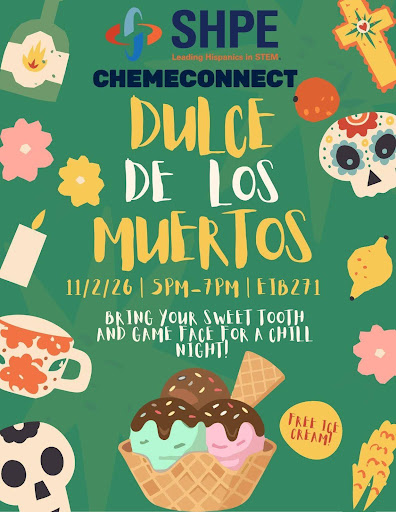 SHPE
Leading Hispanics in STEM.
CHEMECONNECT
DULCE
DE LOS
MUERTOS
11/2/26 | 5PM-7PM | EIB271
BRING YOUR SWEET TOOTH
AND GAME FACE FOR A CHILL
NIGHT!
FREE ICE
CREAM!